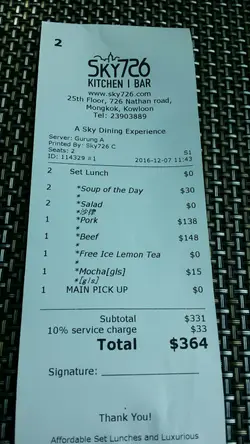 2
SKY726
KITCHEN | BAR
www.sky726.com
25th Floor, 726 Nathan road,
Mongkok, Kowloon
Tel: 23903889
A Sky Dining Experience
Server: Gurung A
Printed By: Sky726 C
Seats: 2 S1
ID: 114328 #1 2016-12-07 11:43
2 Set Lunch $0
*
2 *Soup of the Day $30
*
2 *Salad $0
*沙律
1 *Pork $138
*
1 *Beef $148
*
1 *Free Ice Lemon Tea $0
*
1 *Mocha[gls] $15
*[g/s]
1 MAIN PICK UP $0
Subtotal $331
10% service charge $33
Total $364
Signature:
Thank You!
Affordable Set Lunches and Luxurious